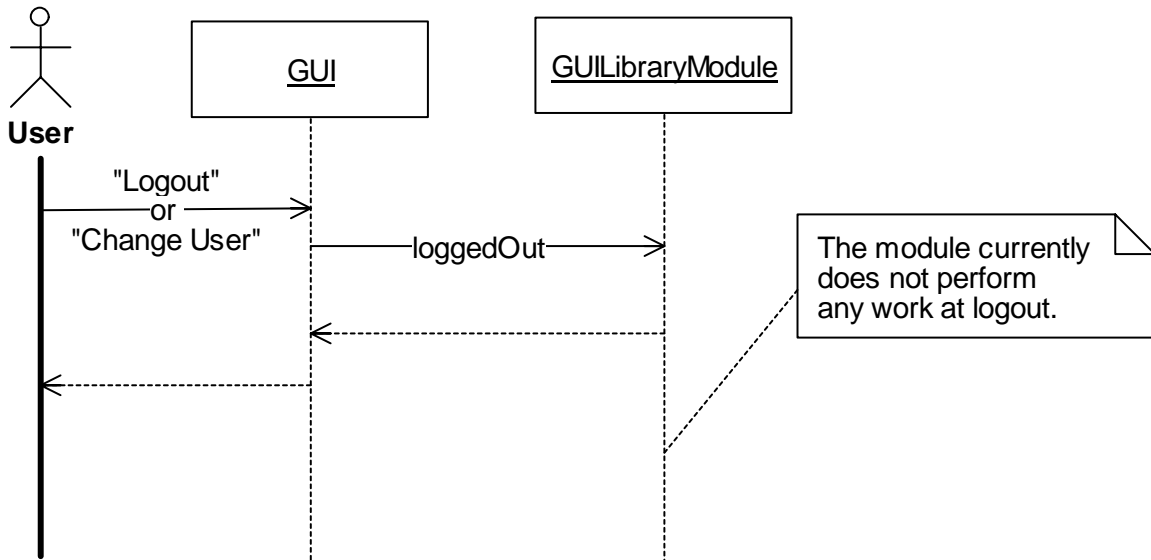 GUI
GUILibraryModule
User
"Logout"
or
"Change User"
loggedOut
The module currently
does not perform
any work at logout.